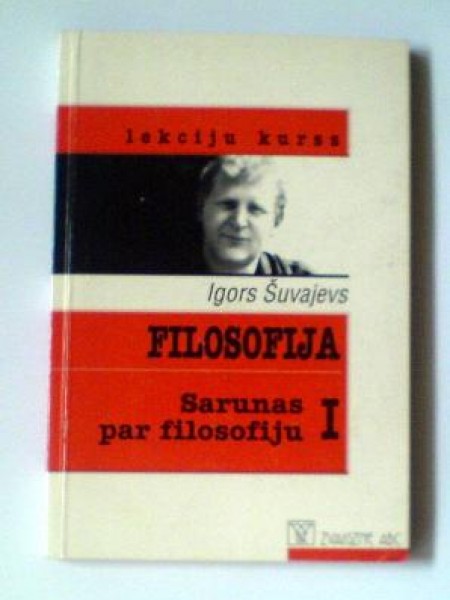 lekciju kurss
Igors Šuvajevs
FILOSOFIJA
Sarunas
par filosofiju I
ZVAIGZNE ABC